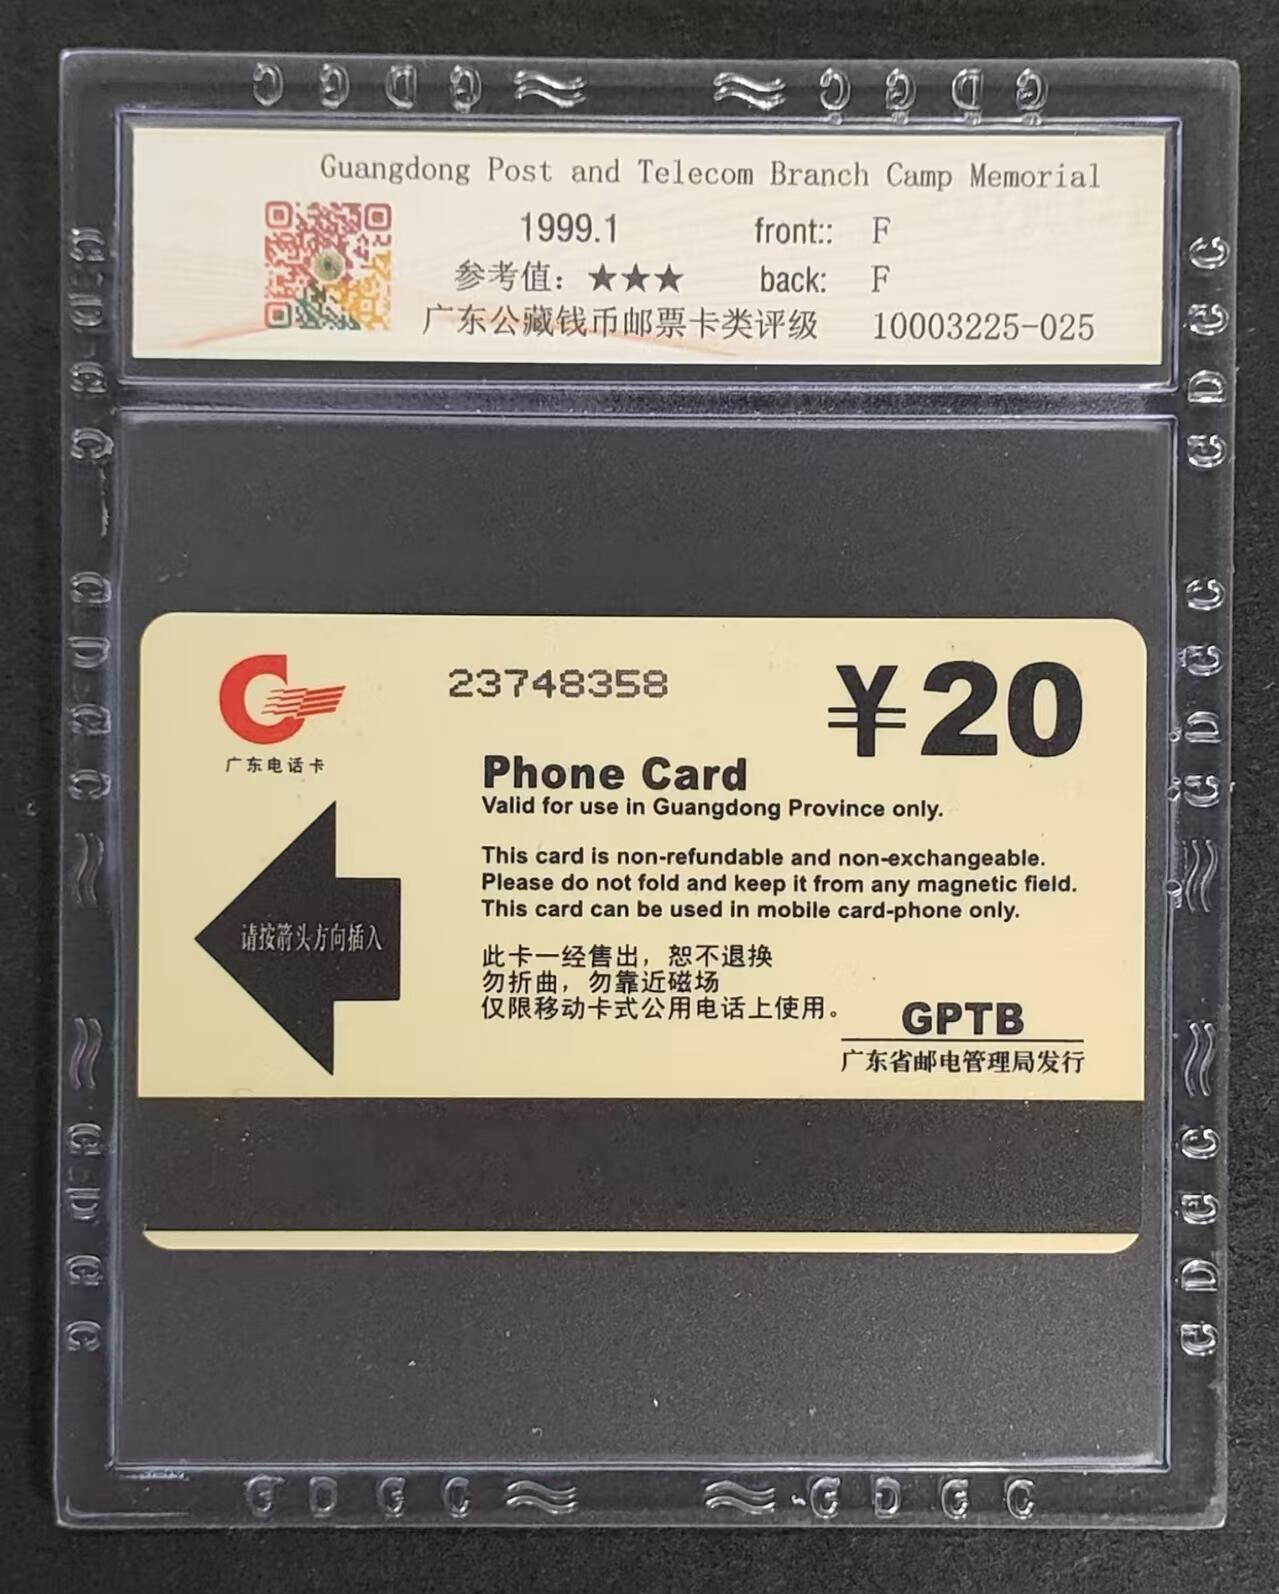 CGDC
CDGC
Guangdong Post and Telecom Branch Camp Memorial
1999.1 front:: F
参考值：★★★ back: F
广东公藏钱币邮票卡类评级 10003225-025
广东电话卡
23748358
¥20
Phone Card
Valid for use in Guangdong Province only.
This card is non-refundable and non-exchangeable.
Please do not fold and keep it from any magnetic field.
This card can be used in mobile card-phone only.
请按箭头方向插入
此卡一经售出，恕不退换
勿折曲，勿靠近磁场
仅限移动卡式公用电话上使用。
GPTB
广东省邮电管理局发行